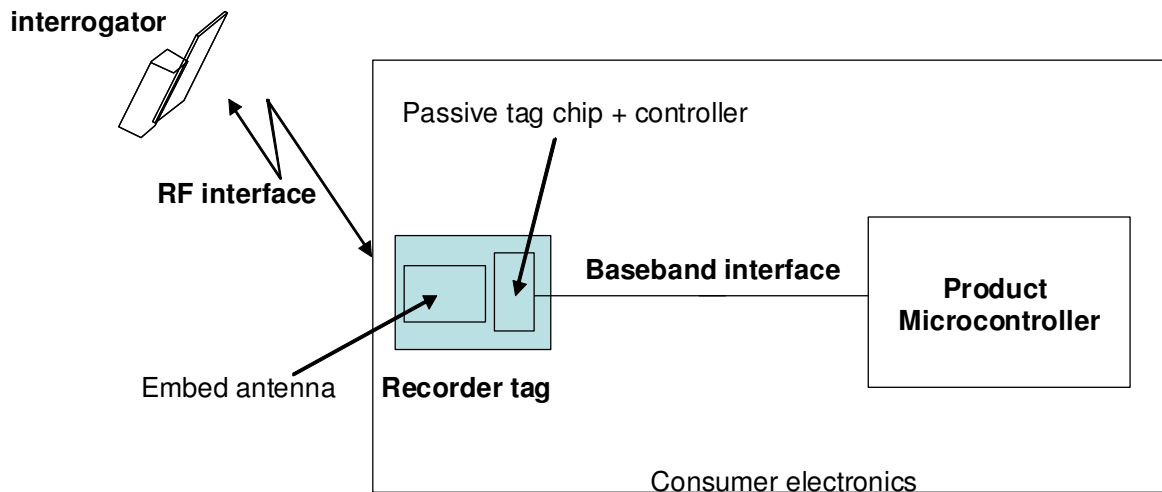 interrogator
Passive tag chip + controller
RF interface
Baseband interface
Product
Microcontroller
Embed antenna
Recorder tag
Consumer electronics